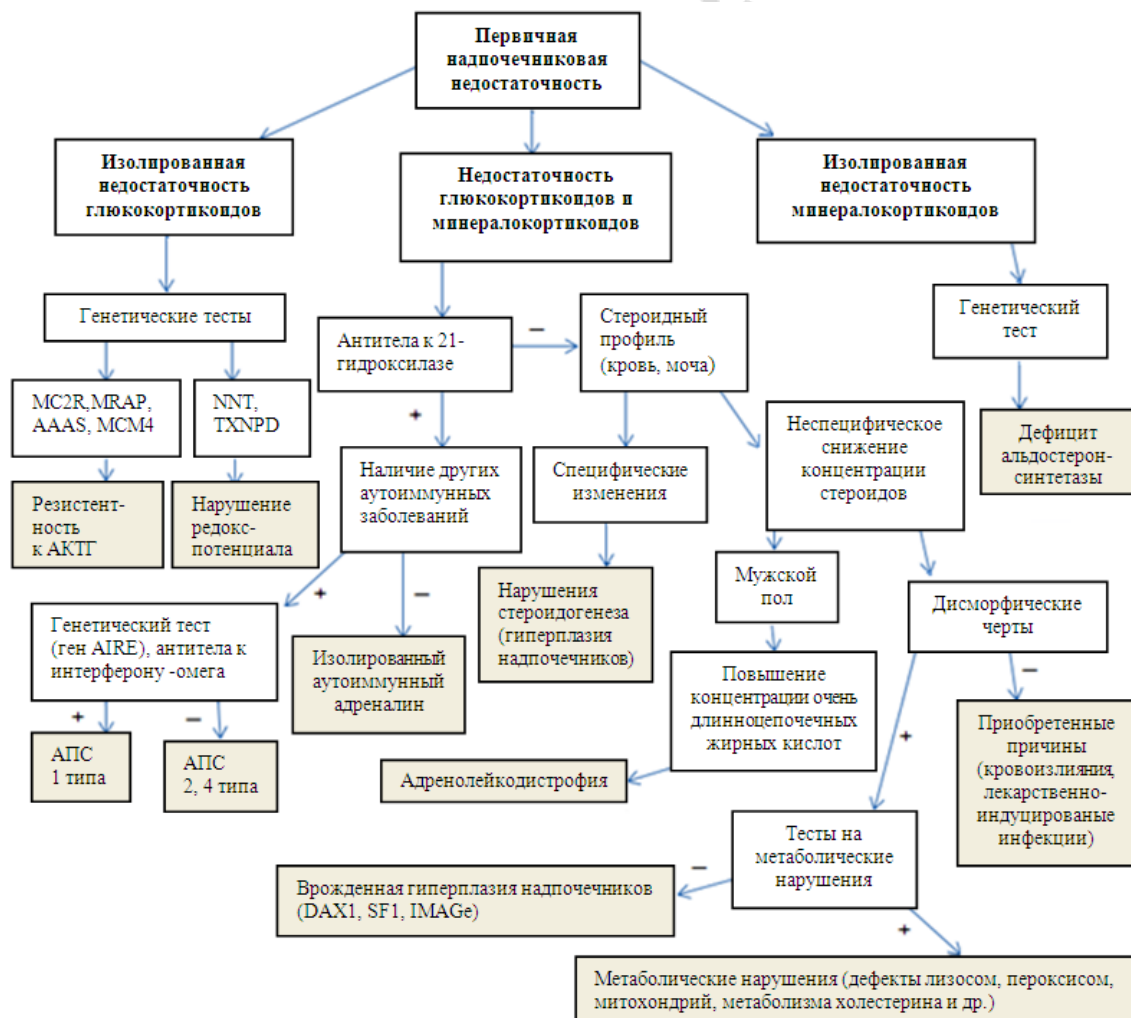 Первичная
надпочечниковая
недостаточность
Изолированная
недостаточность
глюкокортикоидов
Недостаточность
глюкокортикоидов и
минералокортикоидов
Изолированная
недостаточность
минералокортикоидов
Генетические тесты
Антитела к 21-
гидроксилазе
–
Стероидный
профиль
(кровь, моча)
Генетический
тест
MC2R,MRAP,
AAAS, MCM4
NNT,
TXNPD
+
Неспецифическое
снижение
концентрации
стероидов
Дефицит
альдостерон-
синтетазы
Резистент-
ность
к АКТГ
Нарушение
редокс-
потенциала
Наличие других
аутоиммунных
заболеваний
Специфические
изменения
+
–
Мужской
пол
Дисморфические
черты
Генетический тест
(ген AIRE), антитела к
интерферону -омега
Изолированный
аутоиммунный
адреналин
Нарушения
стероидогенеза
(гиперплазия
надпочечников)
Повышение
концентрации очень
длинноцепочечных
жирных кислот
–
+
+
–
АПС
1 типа
АПС
2, 4 типа
Адренолейкодистрофия
Приобретенные
причины
(кровоизлияния,
лекарственно-
индуцированые
инфекции)
Тесты на
метаболические
нарушения
–
Врожденная гиперплазия надпочечников
(DAX1, SF1, IMAGe)
+
Метаболические нарушения (дефекты лизосом, пероксисом,
митохондрий, метаболизма холестерина и др.)